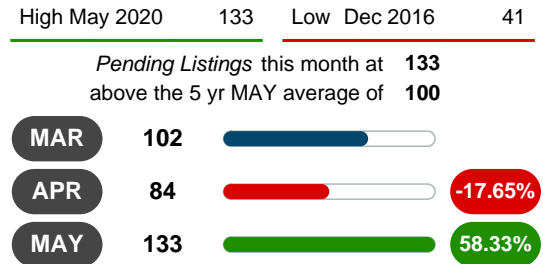 High May 2020 133 Low Dec 2016 41
Pending Listings this month at 133
above the 5 yr MAY average of 100
MAR 102
APR 84 -17.65%
MAY 133 58.33%